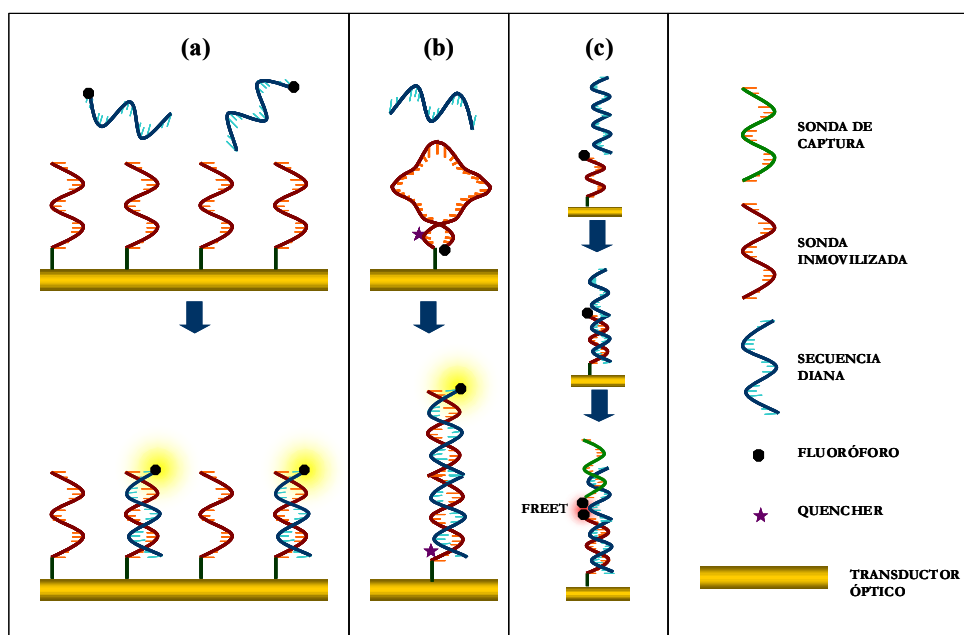 (a)
(b)
(c)
FREET
SONDA DE
CAPTURA
SONDA
INMOVILIZADA
SECUENCIA
DIANA
FLUORÓFORO
QUENCHER
TRANSDUCTOR
ÓPTICO